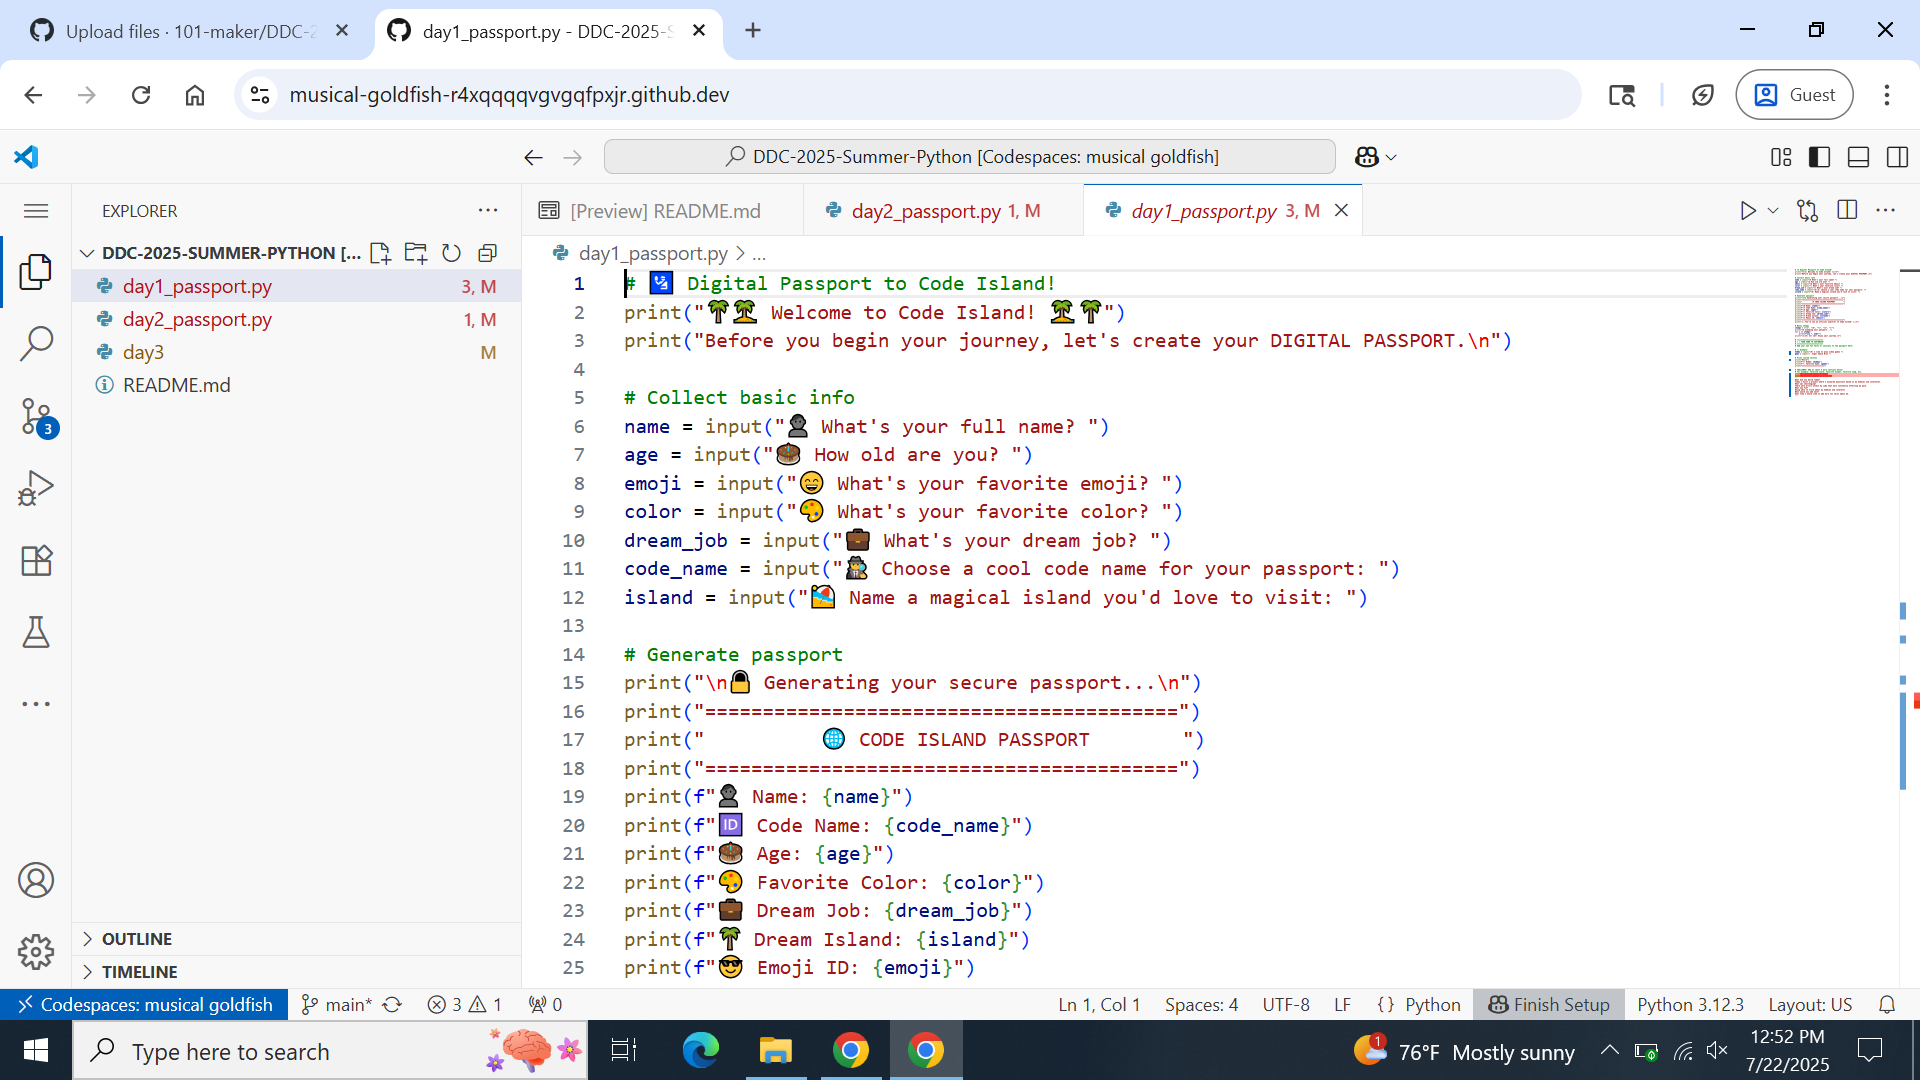 Upload files · 101-maker/DDC-2
day1_passport.py - DDC-2025-S
musical-goldfish-r4xqqqqvgvgqfpxjr.github.dev
Guest
DDC-2025-Summer-Python [Codespaces: musical goldfish]
EXPLORER
DDC-2025-SUMMER-PYTHON [...
day1_passport.py 3, M
day2_passport.py 1, M
day3 M
README.md
3
OUTLINE
TIMELINE
[Preview] README.md
day2_passport.py 1, M
day1_passport.py 3, M
day1_passport.py > ...
1 # 🛂 Digital Passport to Code Island!
2 print("🌴🏝️ Welcome to Code Island! 🏝️🌴")
3 print("Before you begin your journey, let's create your DIGITAL PASSPORT.\n")
4
5 # Collect basic info
6 name = input("👤 What's your full name? ")
7 age = input("🎂 How old are you? ")
8 emoji = input("😄 What's your favorite emoji? ")
9 color = input("🎨 What's your favorite color? ")
10 dream_job = input("💼 What's your dream job? ")
11 code_name = input("🕵️ Choose a cool code name for your passport: ")
12 island = input("🏖️ Name a magical island you'd love to visit: ")
13
14 # Generate passport
15 print("\n🔒 Generating your secure passport...\n")
16 print("=========================================")
17 print("          🌐 CODE ISLAND PASSPORT        ")
18 print("=========================================")
19 print(f"👤 Name: {name}")
20 print(f"🆔 Code Name: {code_name}")
21 print(f"🎂 Age: {age}")
22 print(f"🎨 Favorite Color: {color}")
23 print(f"💼 Dream Job: {dream_job}")
24 print(f"🌴 Dream Island: {island}")
25 print(f"😎 Emoji ID: {emoji}")
Codespaces: musical goldfish
main*
3 1
0
Ln 1, Col 1
Spaces: 4
UTF-8
LF
{ } Python
Finish Setup
Python 3.12.3
Layout: US
Type here to search
1
76°F Mostly sunny
12:52 PM
7/22/2025